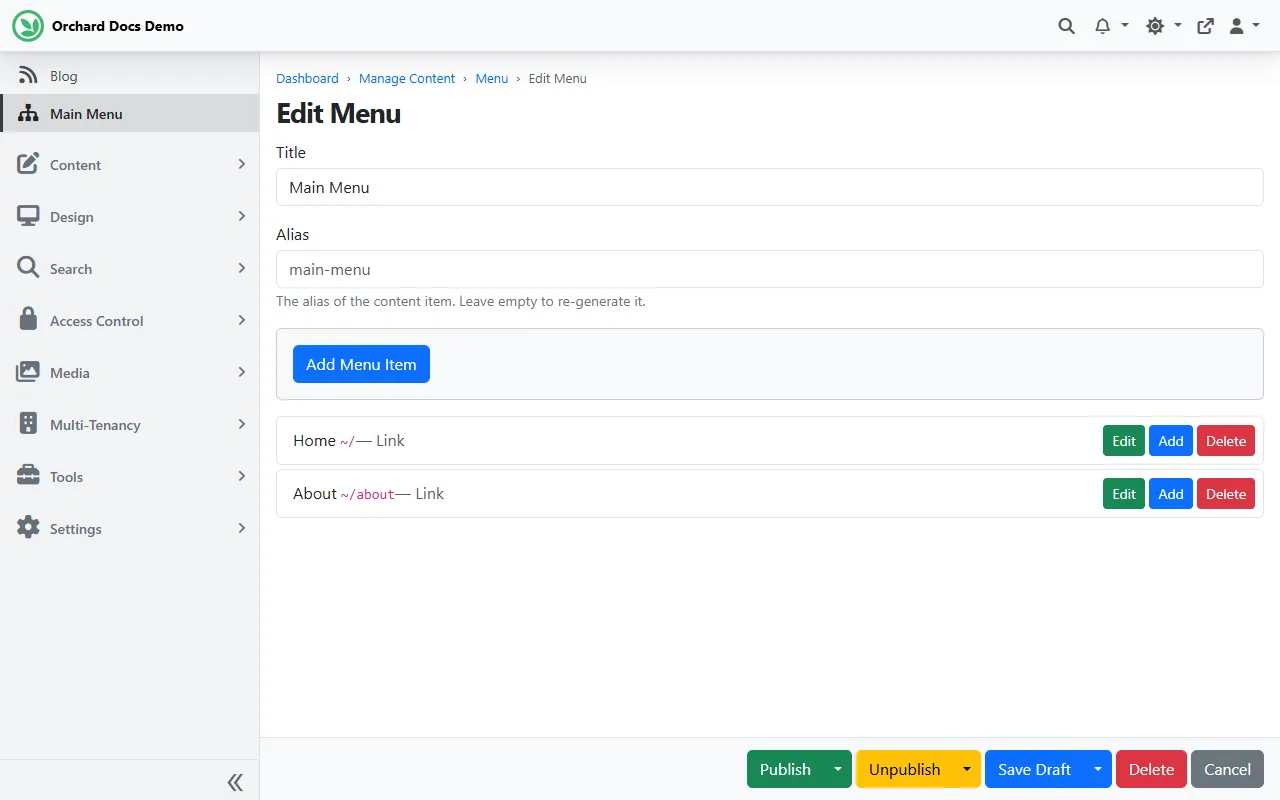 Orchard Docs Demo
Blog
Main Menu
Content
Design
Search
Access Control
Media
Multi-Tenancy
Tools
Settings
Dashboard › Manage Content › Menu › Edit Menu
Edit Menu
Title
Main Menu
Alias
main-menu
The alias of the content item. Leave empty to re-generate it.
Add Menu Item
Home ~/— Link Edit Add Delete
About ~/about— Link Edit Add Delete
Publish Unpublish Save Draft Delete Cancel